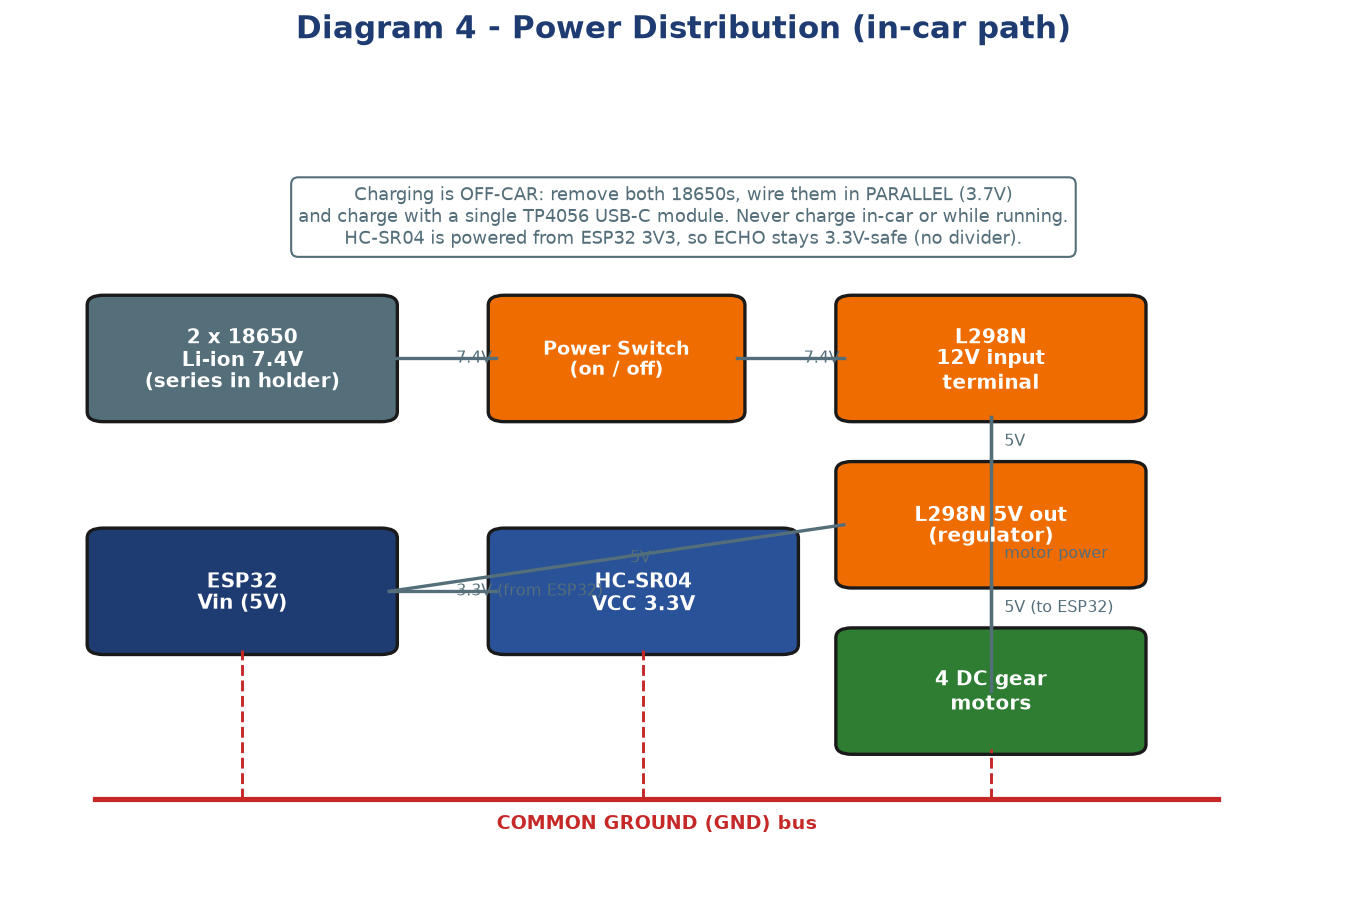 Diagram 4 - Power Distribution (in-car path)
Charging is OFF-CAR: remove both 18650s, wire them in PARALLEL (3.7V)
and charge with a single TP4056 USB-C module. Never charge in-car or while running.
HC-SR04 is powered from ESP32 3V3, so ECHO stays 3.3V-safe (no divider).
2 x 18650
Li-ion 7.4V
(series in holder)
7.4V
Power Switch
(on / off)
7.4V
L298N
12V input
terminal
5V
L298N 5V out
(regulator)
motor power
5V (to ESP32)
5V
ESP32
Vin (5V)
3.3V (from ESP32)
HC-SR04
VCC 3.3V
4 DC gear
motors
COMMON GROUND (GND) bus